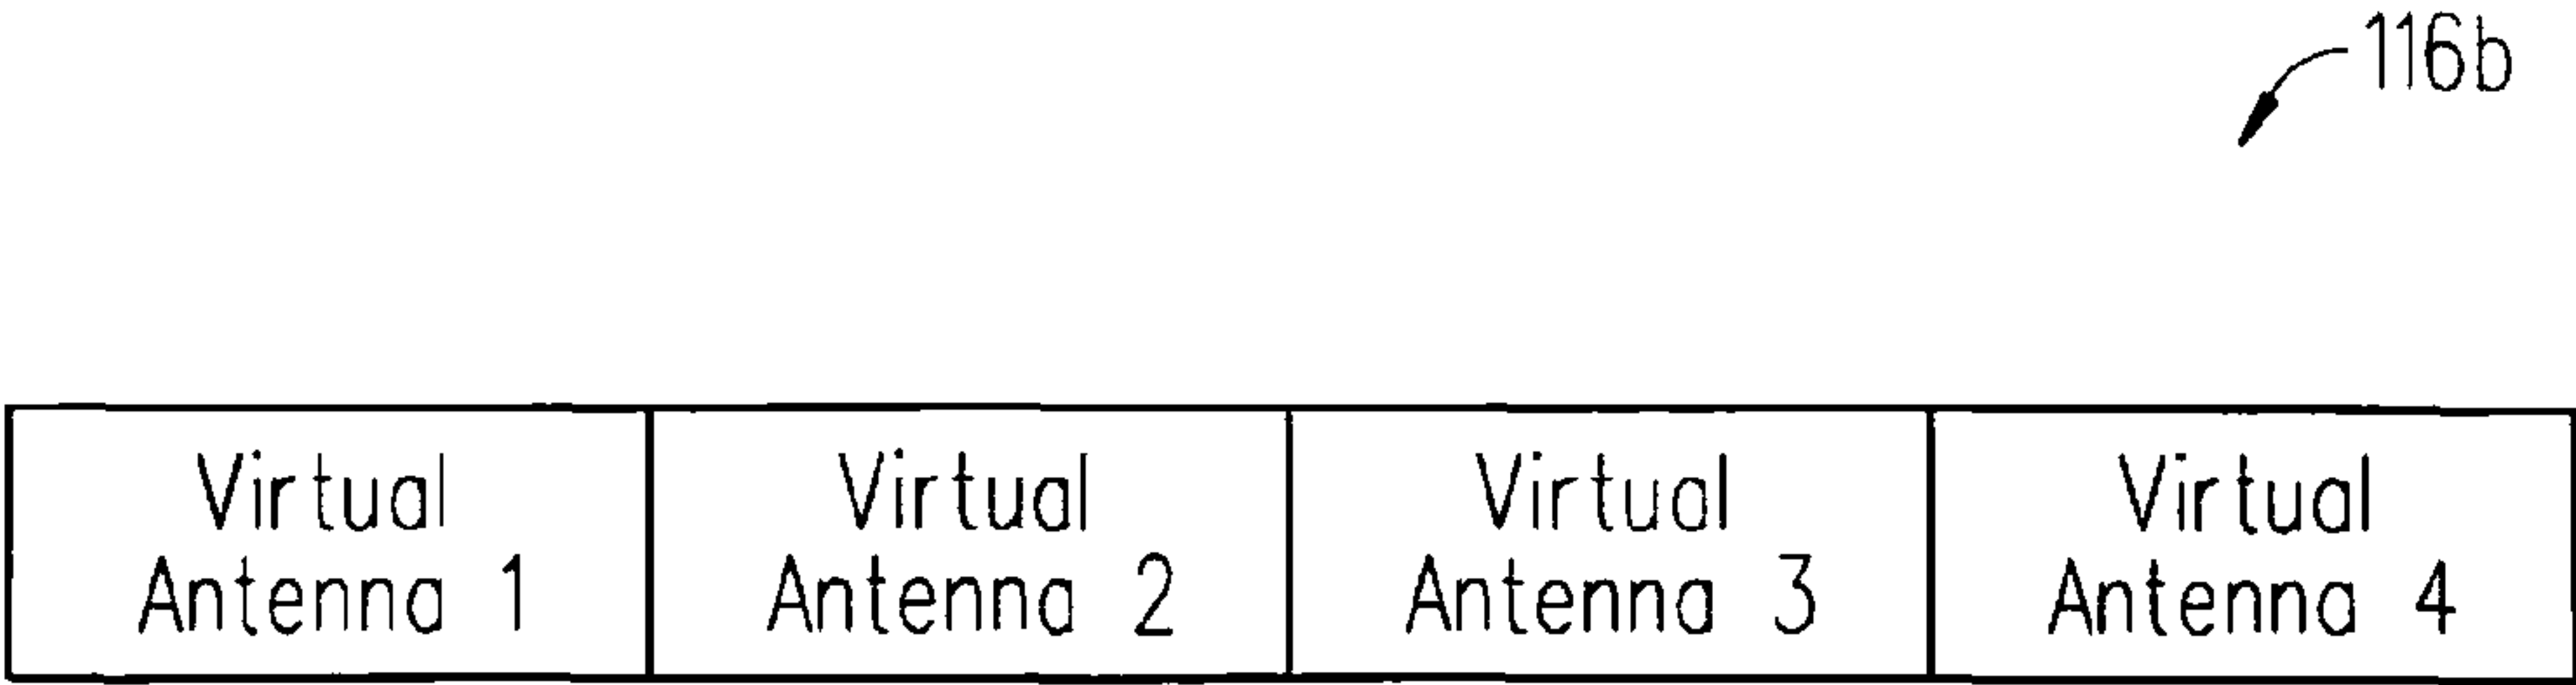 116b
Virtual
Antenna 1
Virtual
Antenna 2
Virtual
Antenna 3
Virtual
Antenna 4